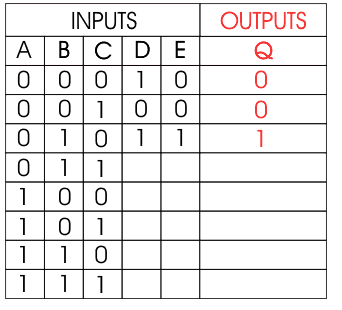 INPUTS OUTPUTS
A B C D E Q
0 0 0 1 0 0
0 0 1 0 0 0
0 1 0 1 1 1
0 1 1
1 0 0
1 0 1
1 1 0
1 1 1